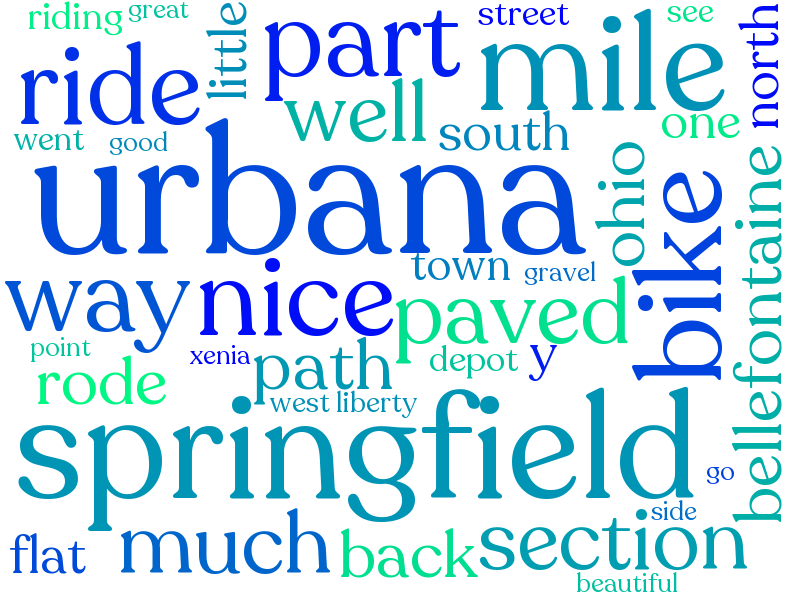 riding
great
little
part
street
see
north
ride
mile
well
went
good
south
one
urbana
ohio
bike
bellefontaine
town
gravel
way
nice
paved
point
xenia
path
depot
y
rode
west liberty
springfield
go
side
flat
much
back
section
beautiful